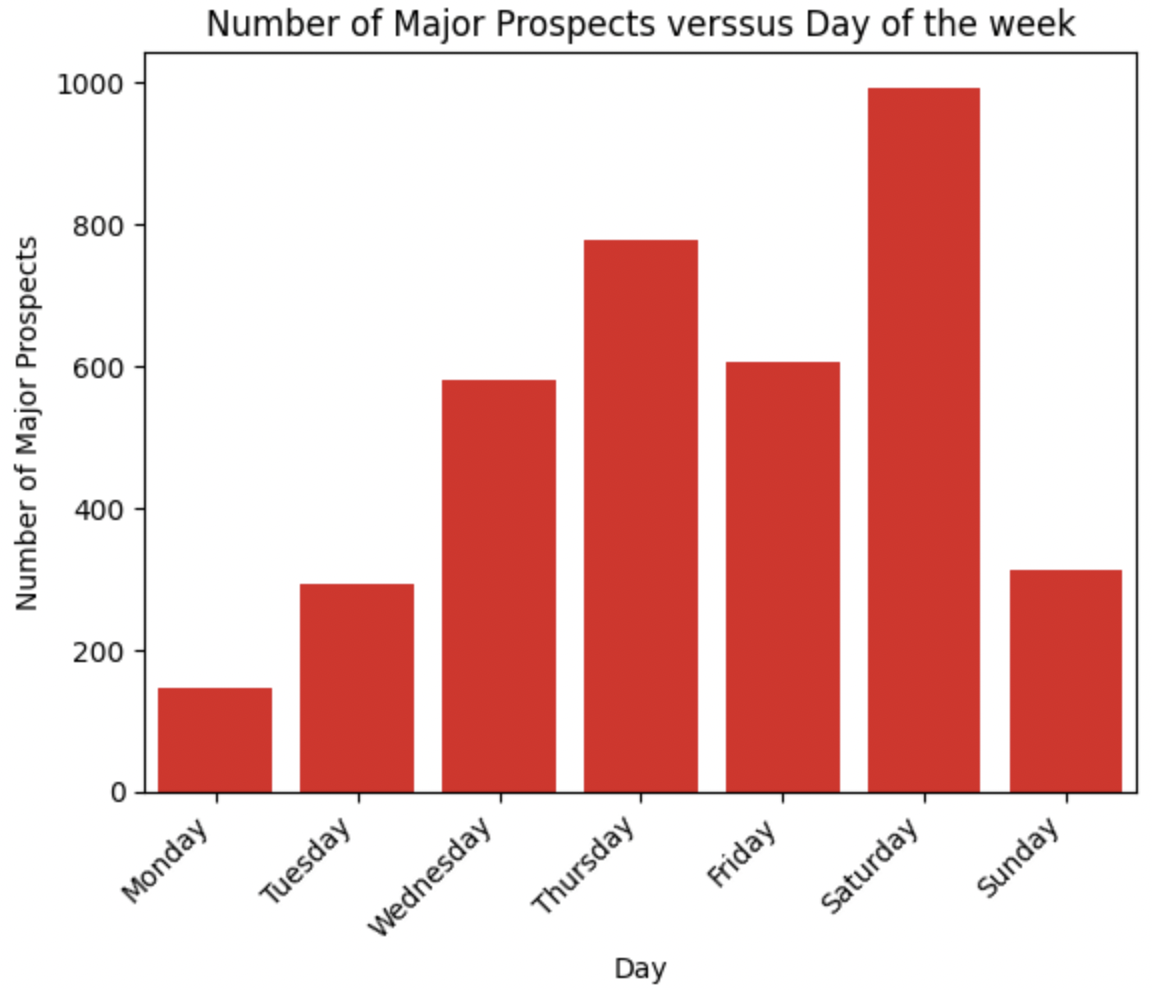 Number of Major Prospects verssus Day of the week
Number of Major Prospects
1000
800
600
400
200
0
Monday
Tuesday
Wednesday
Thursday
Friday
Saturday
Sunday
Day